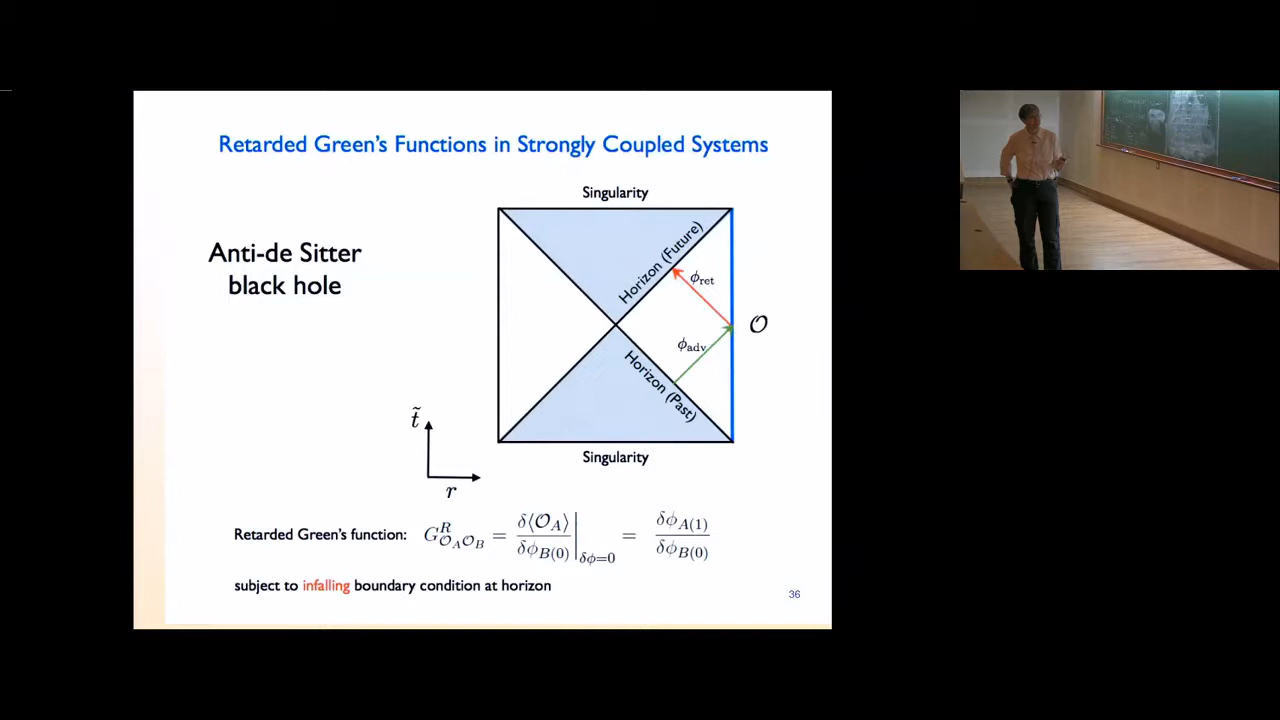 Retarded Green's Functions in Strongly Coupled Systems
Singularity
Anti-de Sitter
black hole
Horizon (Future)
ϕ_ret
𝒪
ϕ_adv
Horizon (Past)
t̃
r
Singularity
Retarded Green's function: G^R_{𝒪_A 𝒪_B} = δ⟨𝒪_A⟩/δϕ_{B(0)} |_{δϕ=0} = δϕ_{A(1)}/δϕ_{B(0)}
subject to infalling boundary condition at horizon
36